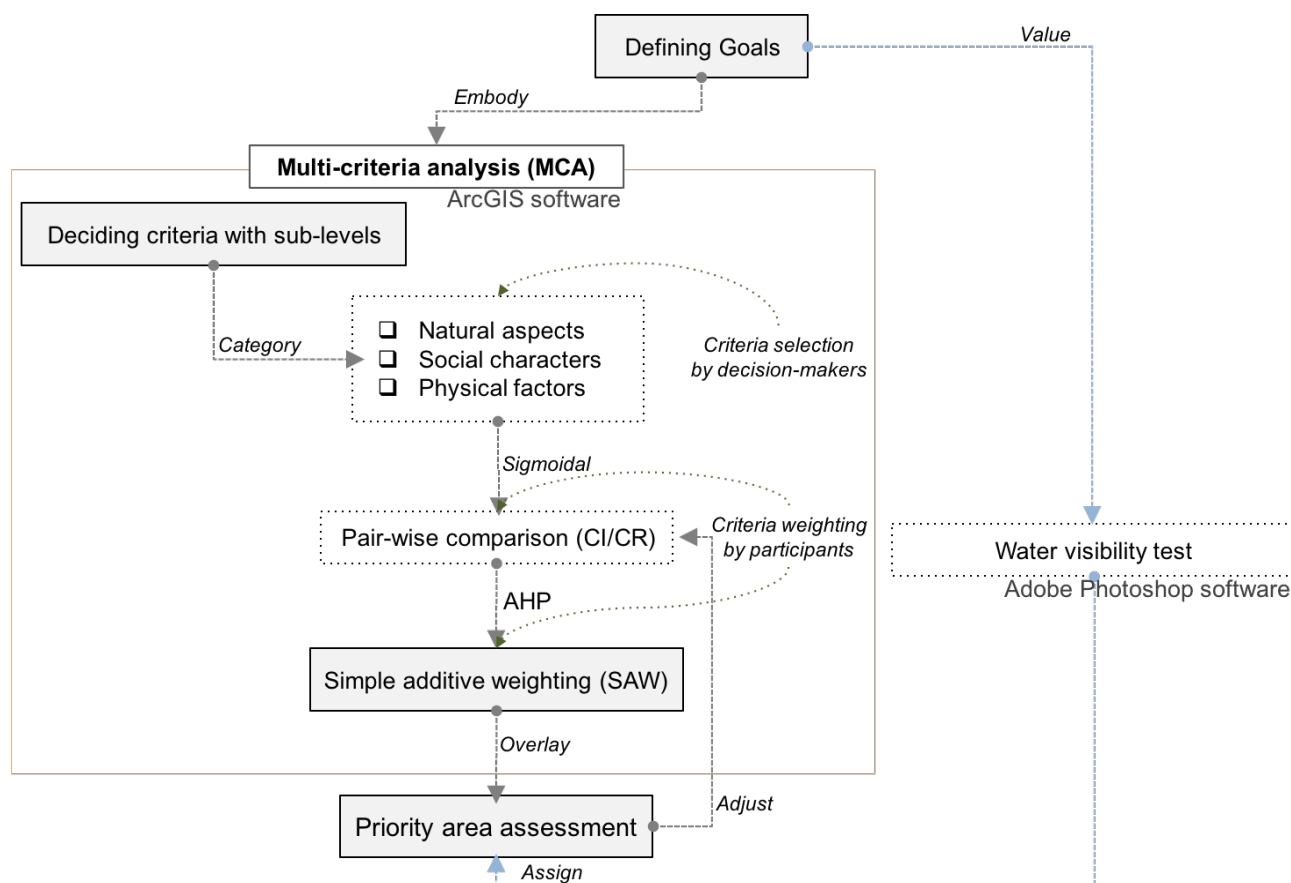 Defining Goals
Value
Embody
Multi-criteria analysis (MCA)
ArcGIS software
Deciding criteria with sub-levels
Category
❑ Natural aspects
❑ Social characters
❑ Physical factors
Criteria selection
by decision-makers
Sigmoidal
Pair-wise comparison (CI/CR)
Criteria weighting
by participants
Water visibility test
Adobe Photoshop software
AHP
Simple additive weighting (SAW)
Overlay
Priority area assessment
Adjust
Assign